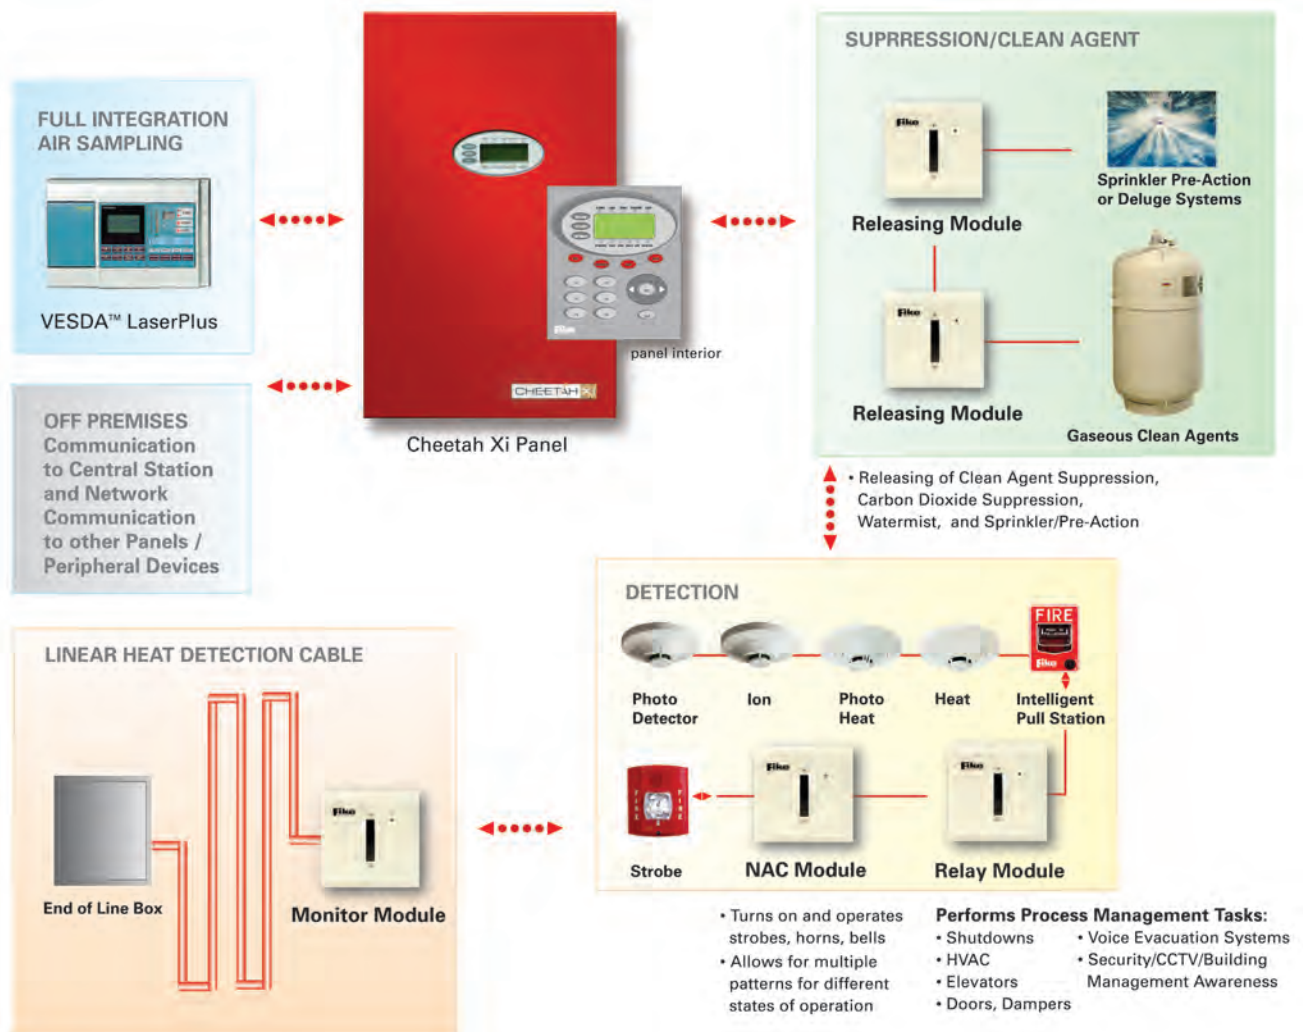 FULL INTEGRATION
AIR SAMPLING
VESDA™ LaserPlus
OFF PREMISES
Communication
to Central Station
and Network
Communication
to other Panels /
Peripheral Devices
CHEETAH Xi
Fike
panel interior
Cheetah Xi Panel
SUPRRESSION/CLEAN AGENT
Fike
Releasing Module
Sprinkler Pre-Action
or Deluge Systems
Fike
Releasing Module
Gaseous Clean Agents
• Releasing of Clean Agent Suppression,
Carbon Dioxide Suppression,
Watermist, and Sprinkler/Pre-Action
LINEAR HEAT DETECTION CABLE
End of Line Box
Fike
Monitor Module
DETECTION
FIRE
Fike
Photo
Detector
Ion
Photo
Heat
Heat
Intelligent
Pull Station
FIRE
FIRE
Strobe
Fike
NAC Module
Fike
Relay Module
• Turns on and operates
strobes, horns, bells
• Allows for multiple
patterns for different
states of operation
Performs Process Management Tasks:
• Shutdowns
• HVAC
• Elevators
• Doors, Dampers
• Voice Evacuation Systems
• Security/CCTV/Building
Management Awareness